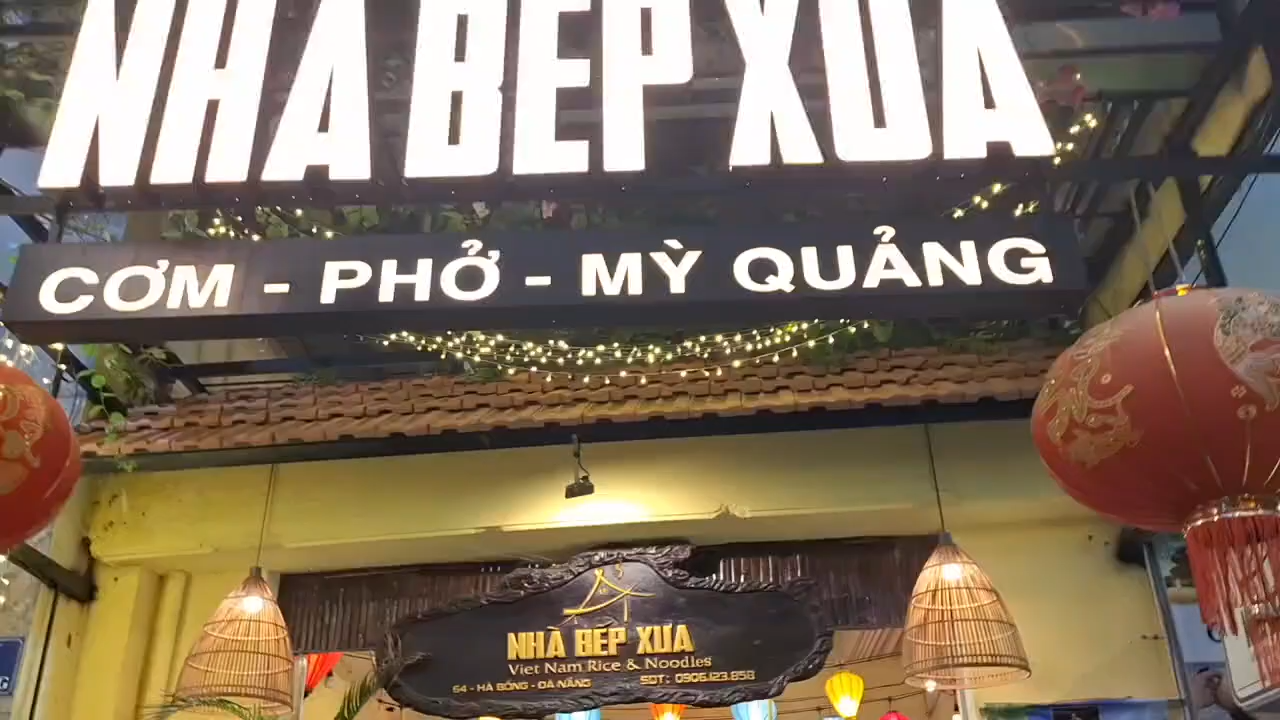 NHÀ BẾP XƯA
CƠM - PHỞ - MỲ QUẢNG
NHÀ BẾP XƯA
Viet Nam Rice & Noodles
64 - HÀ BỔNG - ĐÀ NẴNG SĐT: 0906.123.858